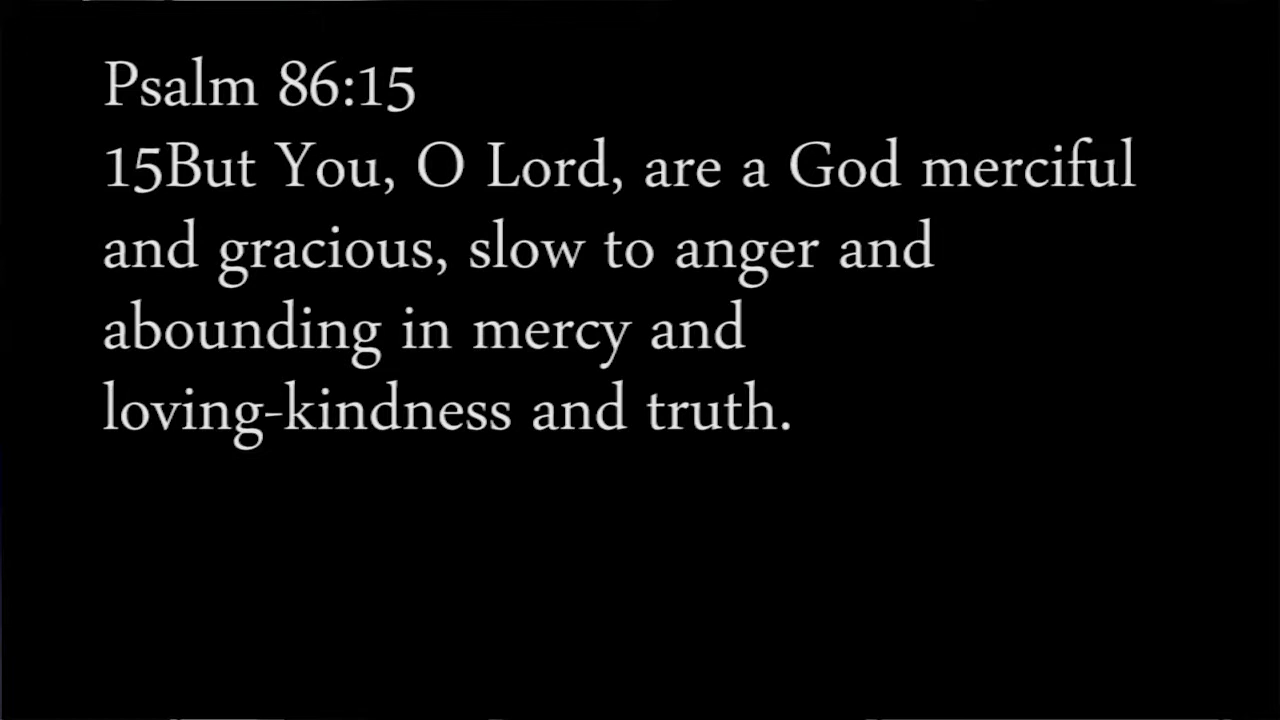 Psalm 86:15
15But You, O Lord, are a God merciful
and gracious, slow to anger and
abounding in mercy and
loving-kindness and truth.